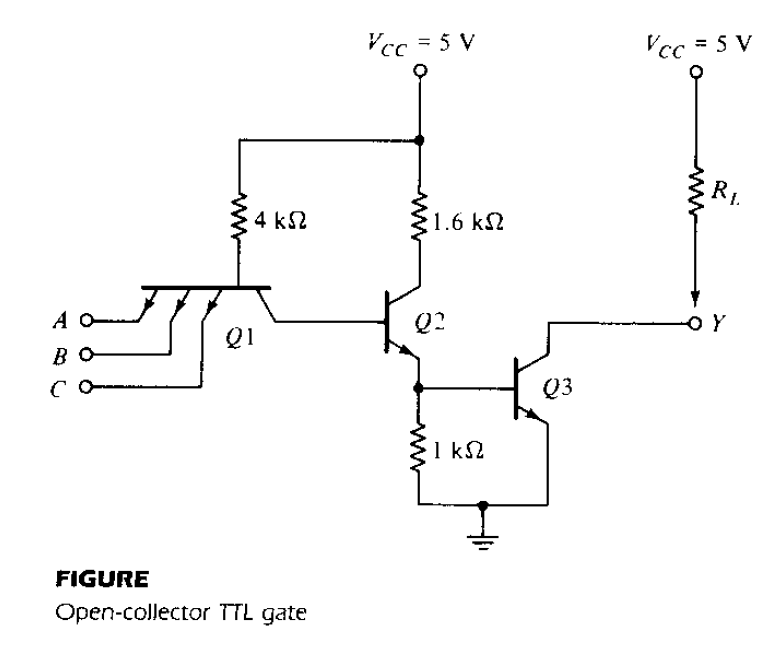 V_CC = 5 V
V_CC = 5 V
4 kΩ
1.6 kΩ
R_L
A
B
C
Q1
Q2
Y
Q3
1 kΩ
FIGURE
Open-collector TTL gate